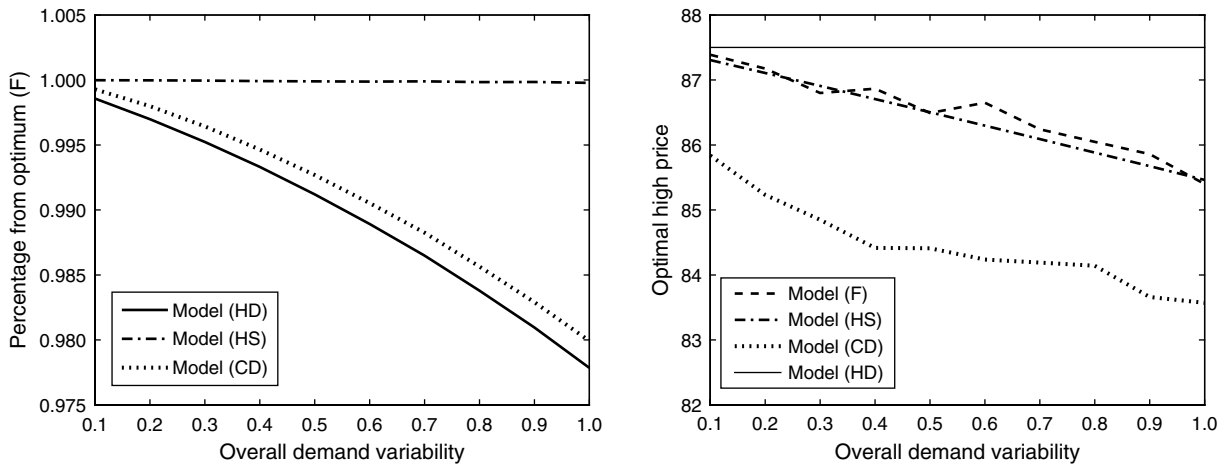 Percentage from optimum (F)
1.005
1.000
0.995
0.990
0.985
0.980
0.975
Model (HD)
Model (HS)
Model (CD)
0.1 0.2 0.3 0.4 0.5 0.6 0.7 0.8 0.9 1.0
Overall demand variability
Optimal high price
88
87
86
85
84
83
82
Model (F)
Model (HS)
Model (CD)
Model (HD)
0.1 0.2 0.3 0.4 0.5 0.6 0.7 0.8 0.9 1.0
Overall demand variability